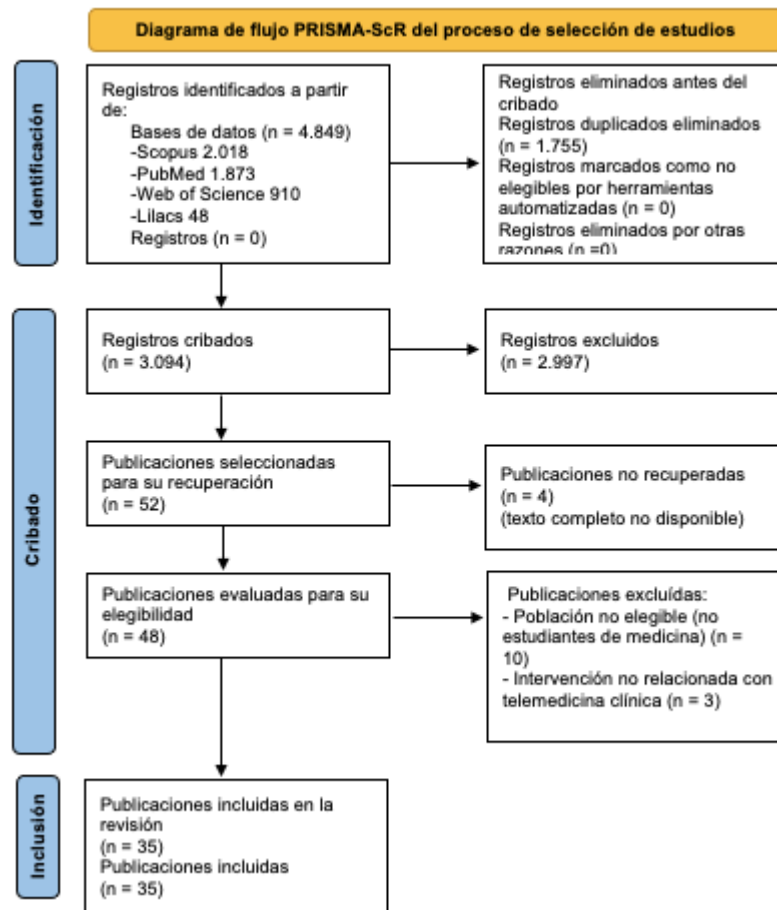 Diagrama de flujo PRISMA-ScR del proceso de selección de estudios
Identificación
Registros identificados a partir
de:
Bases de datos (n = 4.849)
-Scopus 2.018
-PubMed 1.873
-Web of Science 910
-Lilacs 48
Registros (n = 0)
Registros eliminados antes del
cribado
Registros duplicados eliminados
(n = 1.755)
Registros marcados como no
elegibles por herramientas
automatizadas (n = 0)
Registros eliminados por otras
razones (n =0)
Cribado
Registros cribados
(n = 3.094)
Registros excluidos
(n = 2.997)
Publicaciones seleccionadas
para su recuperación
(n = 52)
Publicaciones no recuperadas
(n = 4)
(texto completo no disponible)
Publicaciones evaluadas para su
elegibilidad
(n = 48)
Publicaciones excluídas:
- Población no elegible (no
estudiantes de medicina) (n =
10)
- Intervención no relacionada con
telemedicina clínica (n = 3)
Inclusión
Publicaciones incluidas en la
revisión
(n = 35)
Publicaciones incluidas
(n = 35)